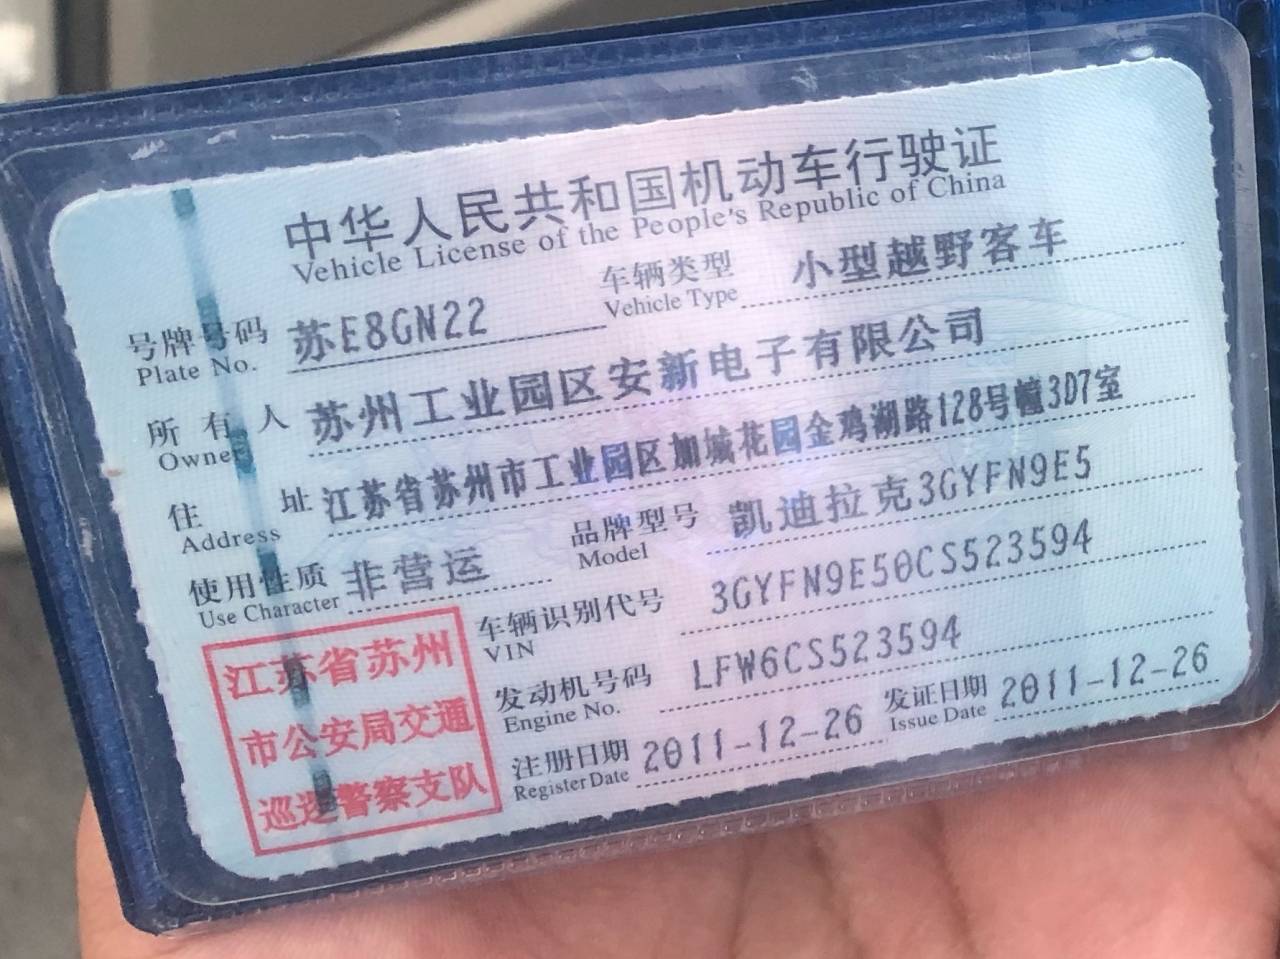 中华人民共和国机动车行驶证
Vehicle License of the People's Republic of China
号牌号码 苏E8GN22 车辆类型 小型越野客车
Plate No. Vehicle Type
所有人 苏州工业园区安新电子有限公司
Owner
住址 江苏省苏州市工业园区加城花园金鸡湖路128号幢3D7室
Address
使用性质 非营运 品牌型号 凯迪拉克3GYFN9E5
Use Character Model
车辆识别代号 3GYFN9E50CS523594
VIN
发动机号码 LFW6CS523594
Engine No.
注册日期 2011-12-26 发证日期 2011-12-26
Register Date Issue Date
江苏省苏州
市公安局交通
巡逻警察支队